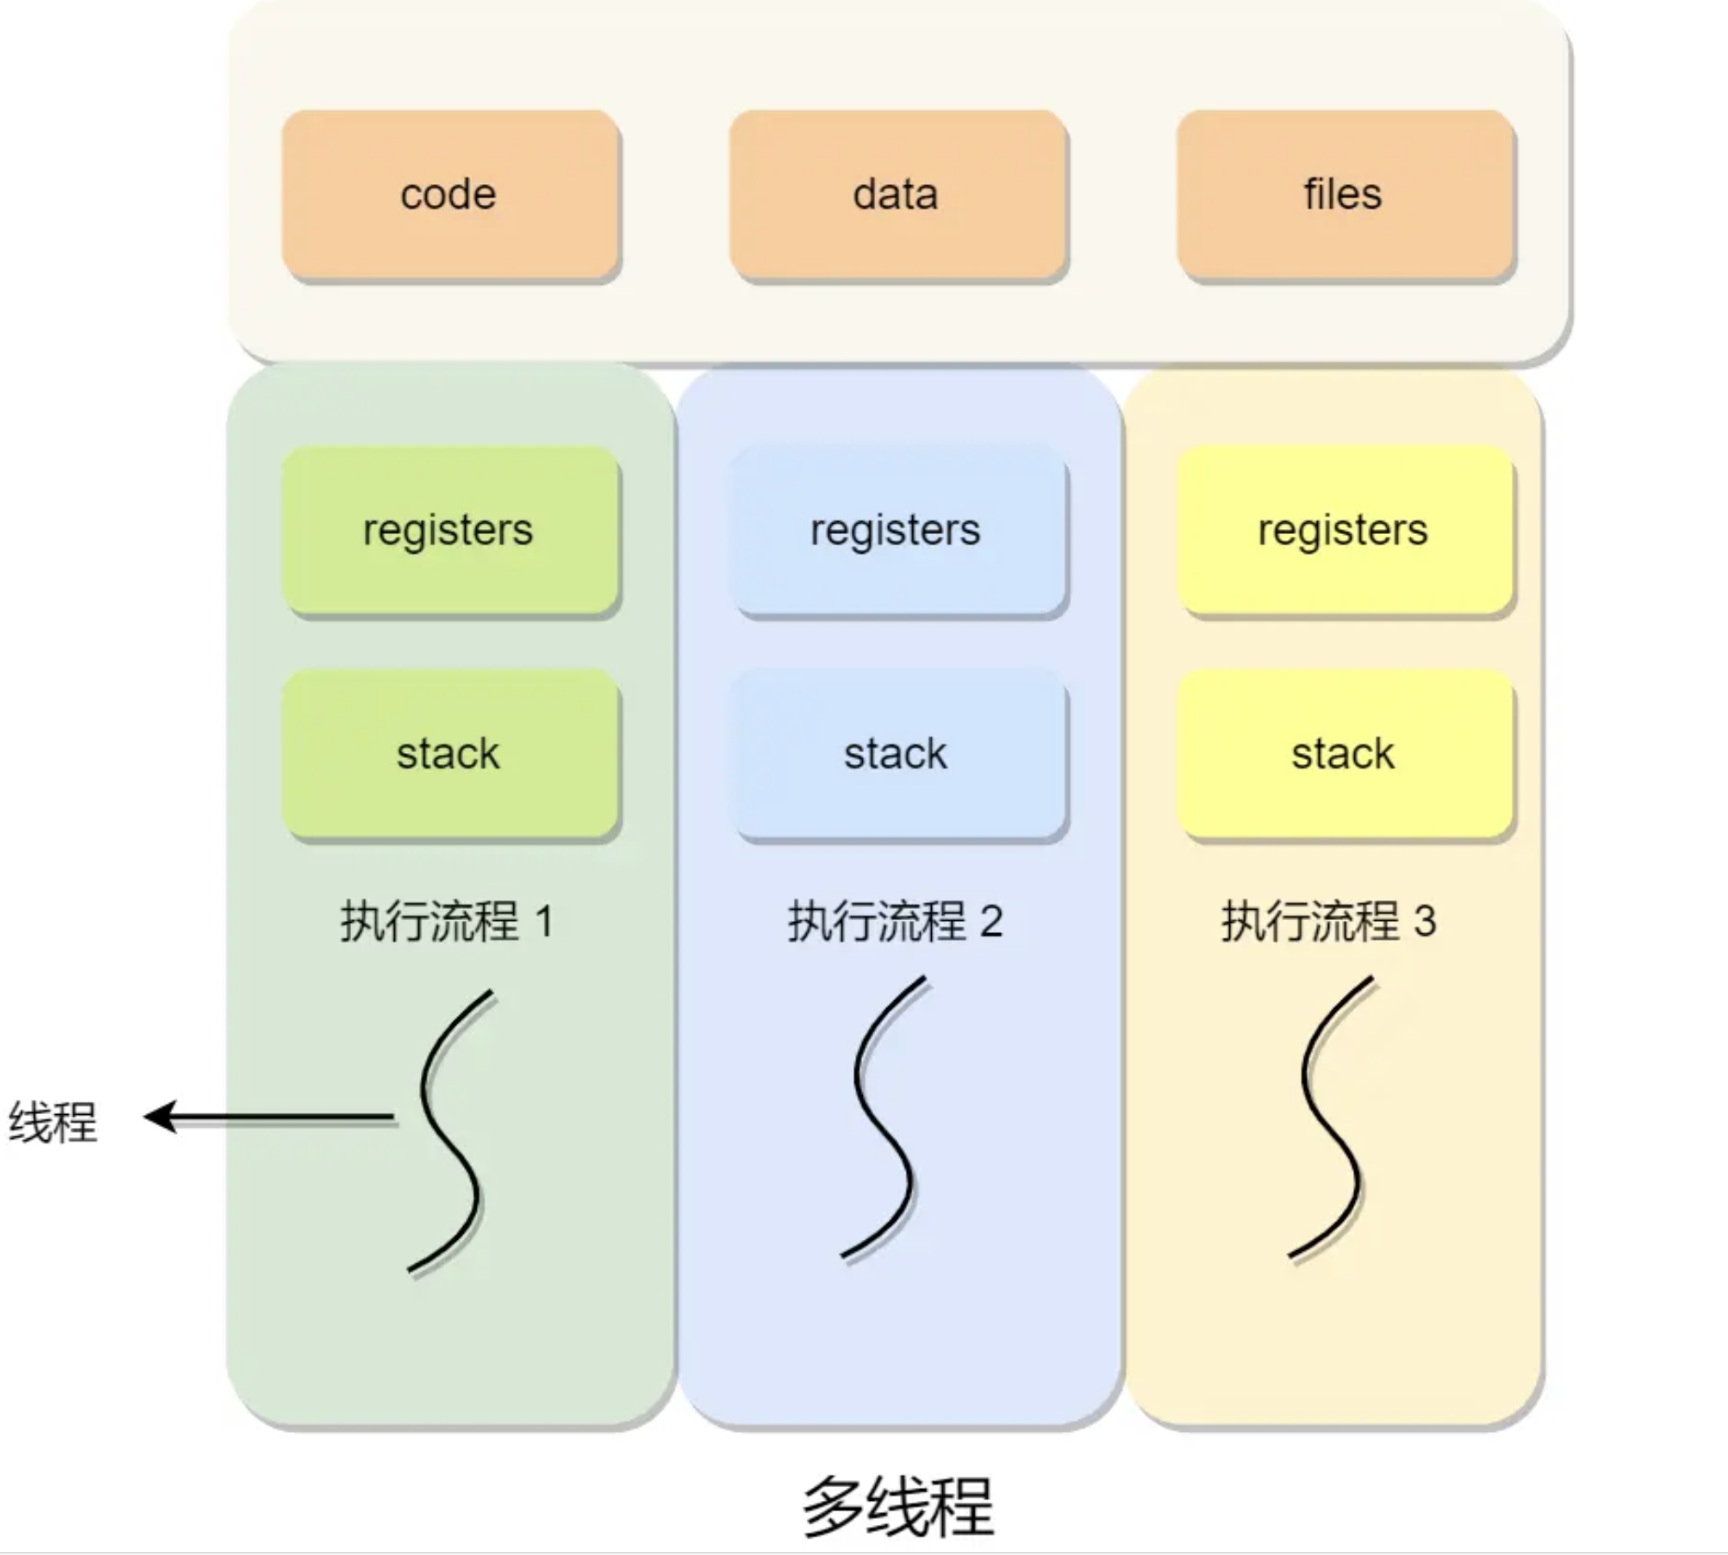 code
data
files
registers
registers
registers
stack
stack
stack
执行流程 1
执行流程 2
执行流程 3
线程
多线程